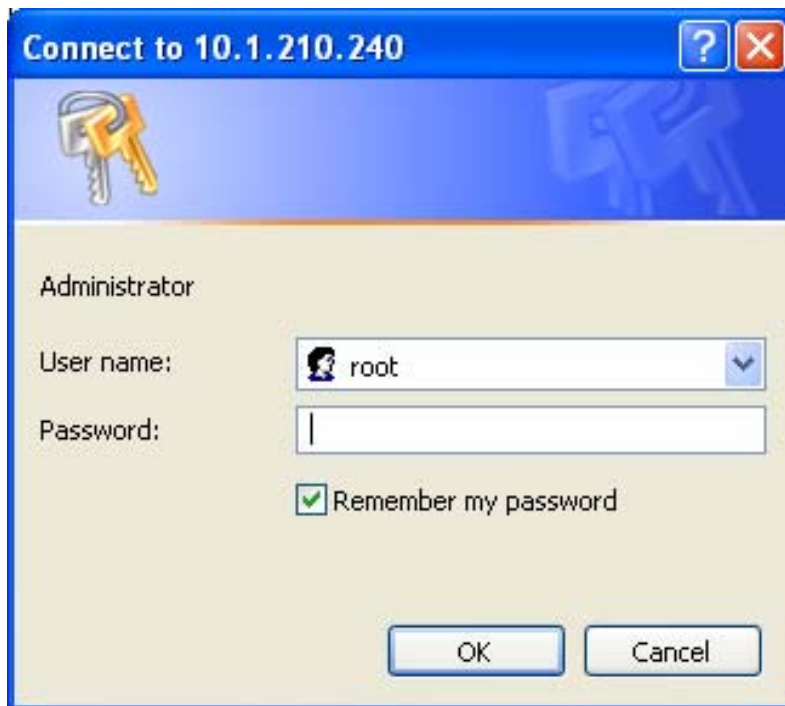 Connect to 10.1.210.240
Administrator
User name:
root
Password:
Remember my password
OK
Cancel